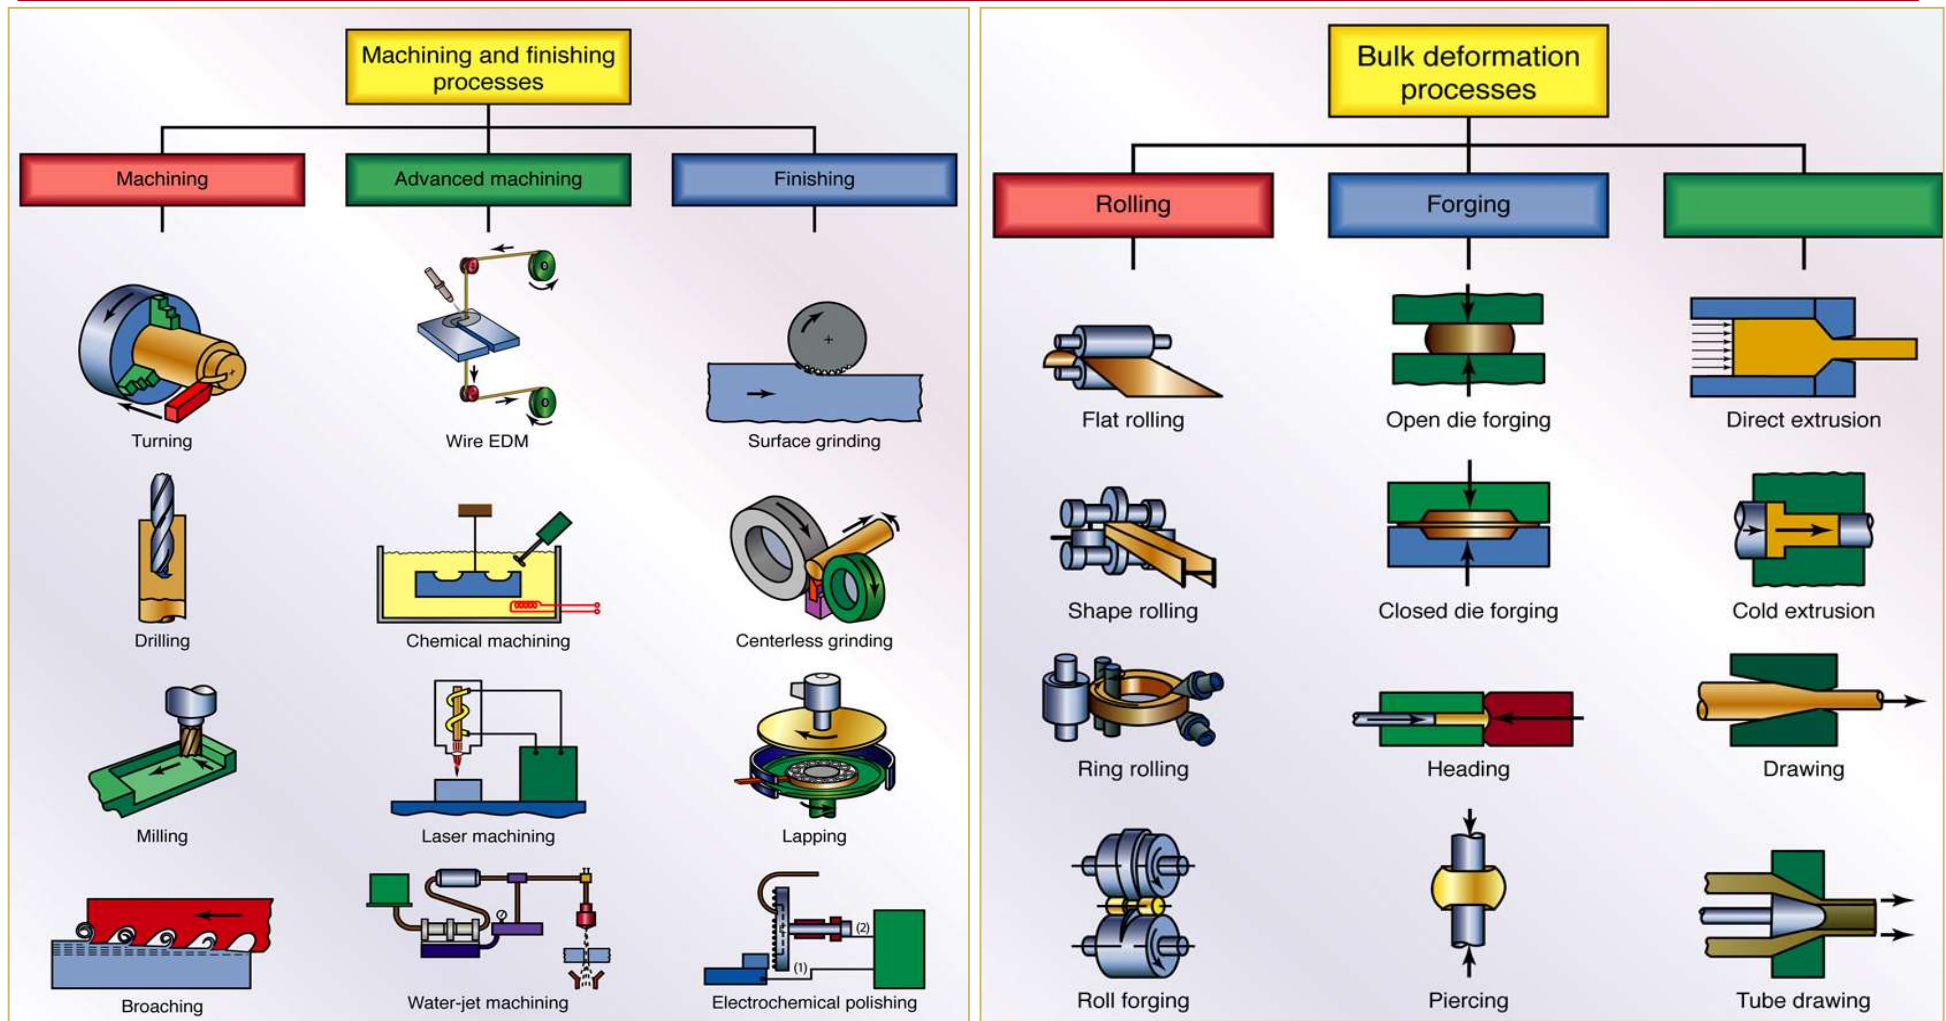 Machining and finishing
processes
Machining
Advanced machining
Finishing
Turning
Wire EDM
Surface grinding
Drilling
Chemical machining
Centerless grinding
Milling
Laser machining
Lapping
(2)
(1)
Broaching
Water-jet machining
Electrochemical polishing
Bulk deformation
processes
Rolling
Forging
Flat rolling
Open die forging
Direct extrusion
Shape rolling
Closed die forging
Cold extrusion
Ring rolling
Heading
Drawing
Roll forging
Piercing
Tube drawing